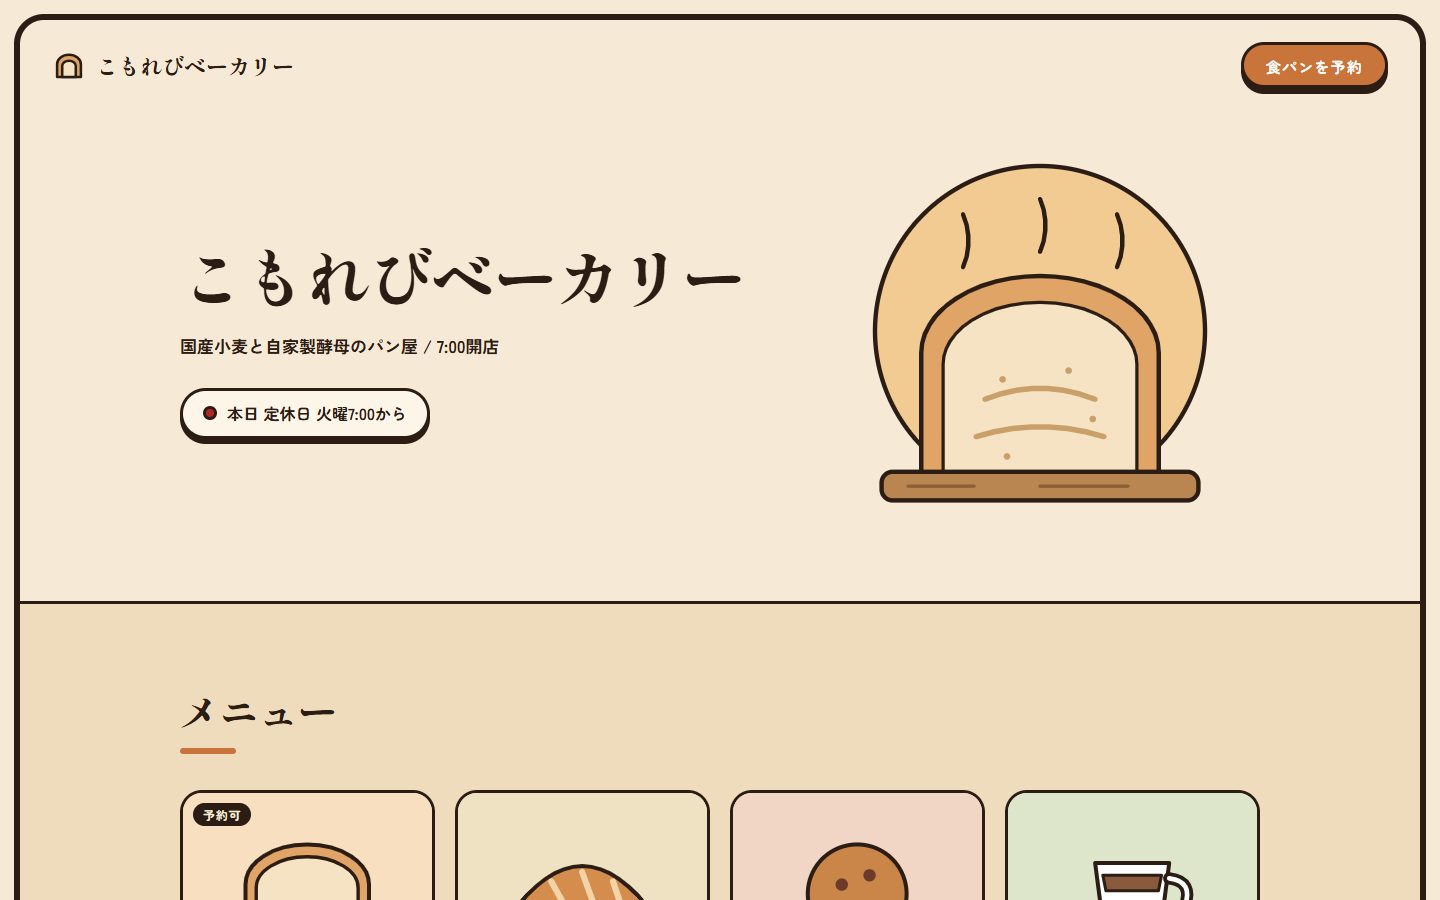 こもれびベーカリー
食パンを予約
こもれびベーカリー
国産小麦と自家製酵母のパン屋 / 7:00開店
本日 定休日 火曜7:00から
メニュー
予約可